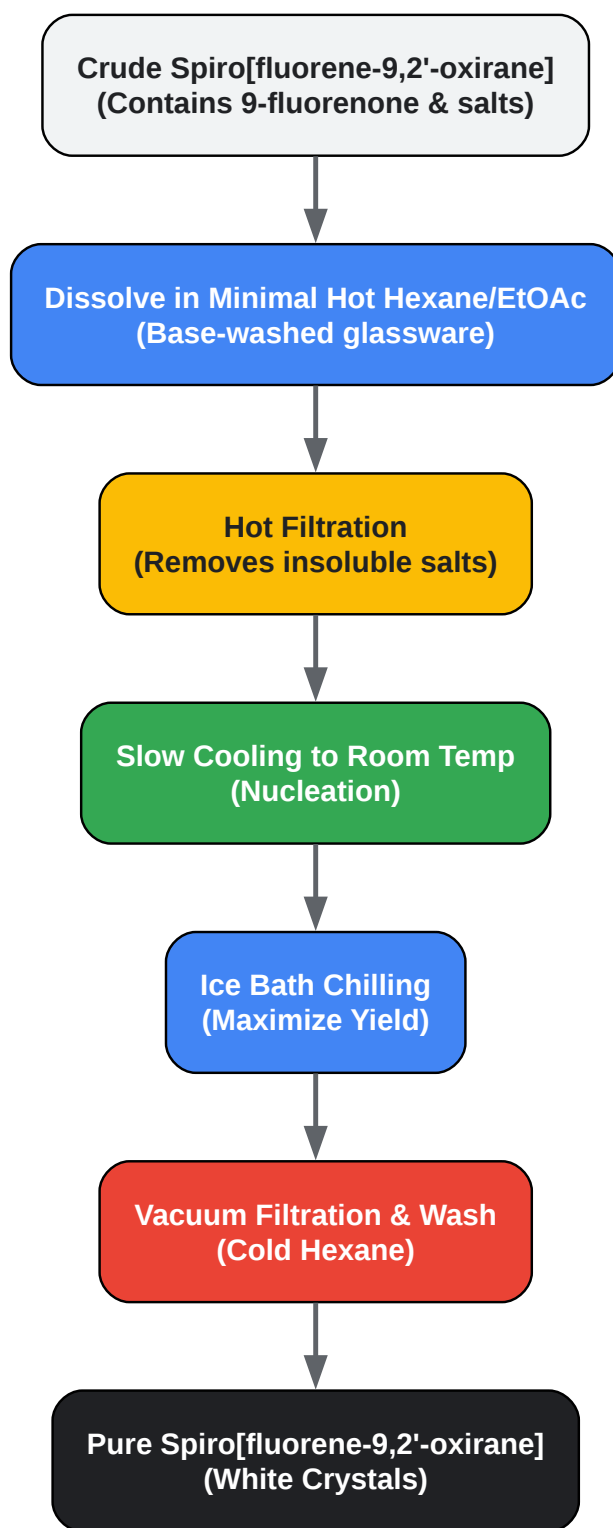 Crude Spiro[fluorene-9,2'-oxirane]
(Contains 9-fluorenone & salts)
Dissolve in Minimal Hot Hexane/EtOAc
(Base-washed glassware)
Hot Filtration
(Removes insoluble salts)
Slow Cooling to Room Temp
(Nucleation)
Ice Bath Chilling
(Maximize Yield)
Vacuum Filtration & Wash
(Cold Hexane)
Pure Spiro[fluorene-9,2'-oxirane]
(White Crystals)